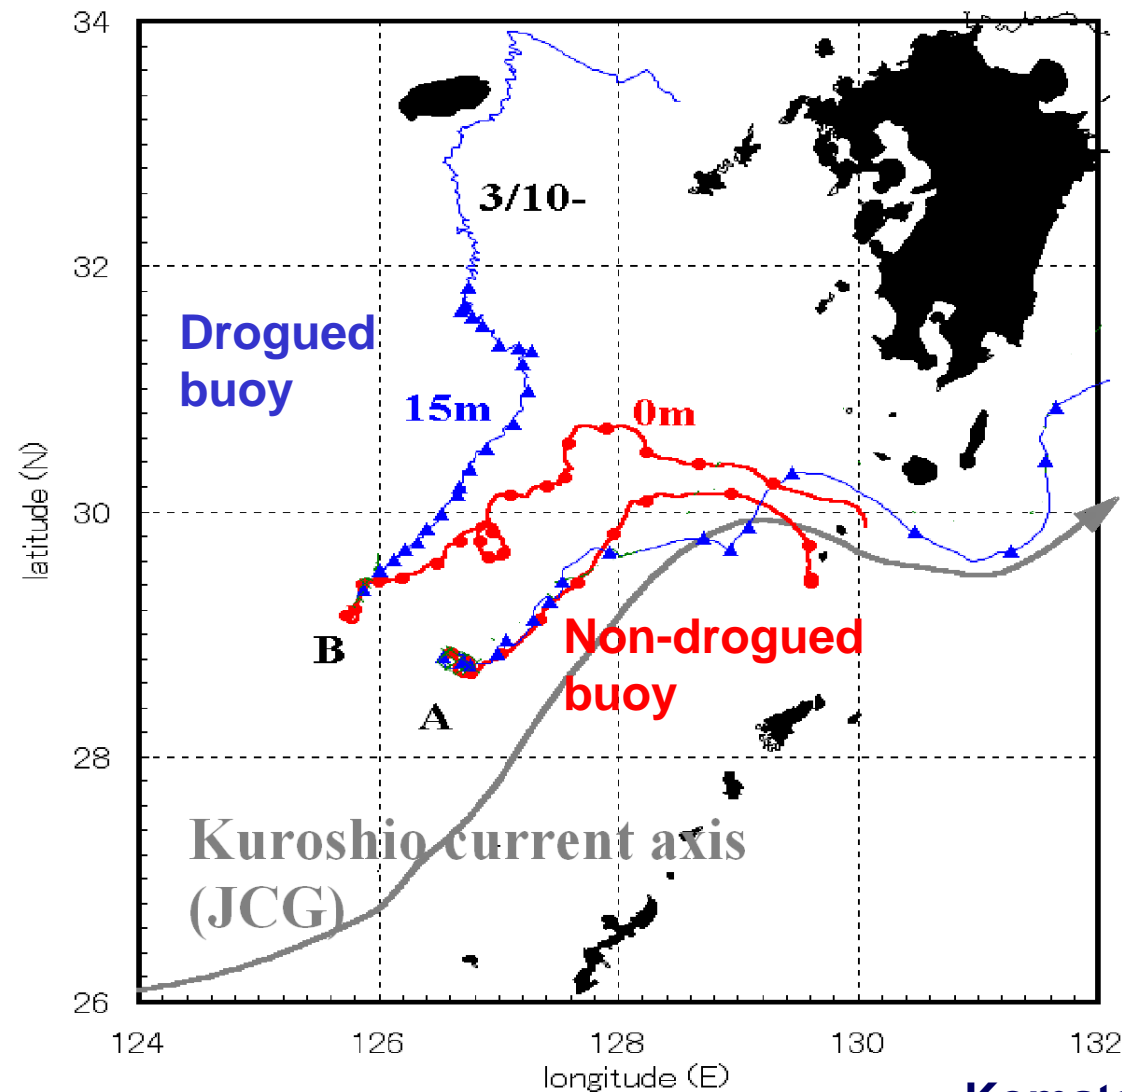 34
3/10-
32
Drogued
buoy
15m
0m
latitude (N)
30
B
Non-drogued
buoy
A
28
Kuroshio current axis
(JCG)
26
124
126
128
130
132
longitude (E)